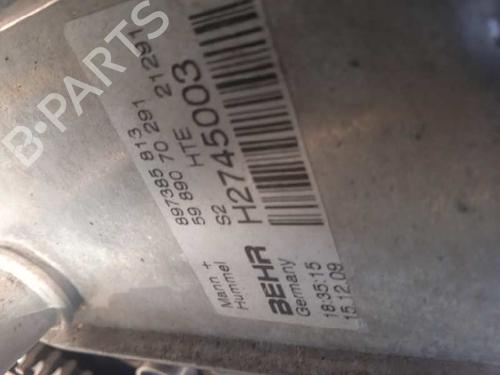 B-PARTS
897385 813
59 890 70 291 21291
S2 HTE
H2745003
Mann +
Hummel
BEHR
Germany
18:35:15
15.12.09